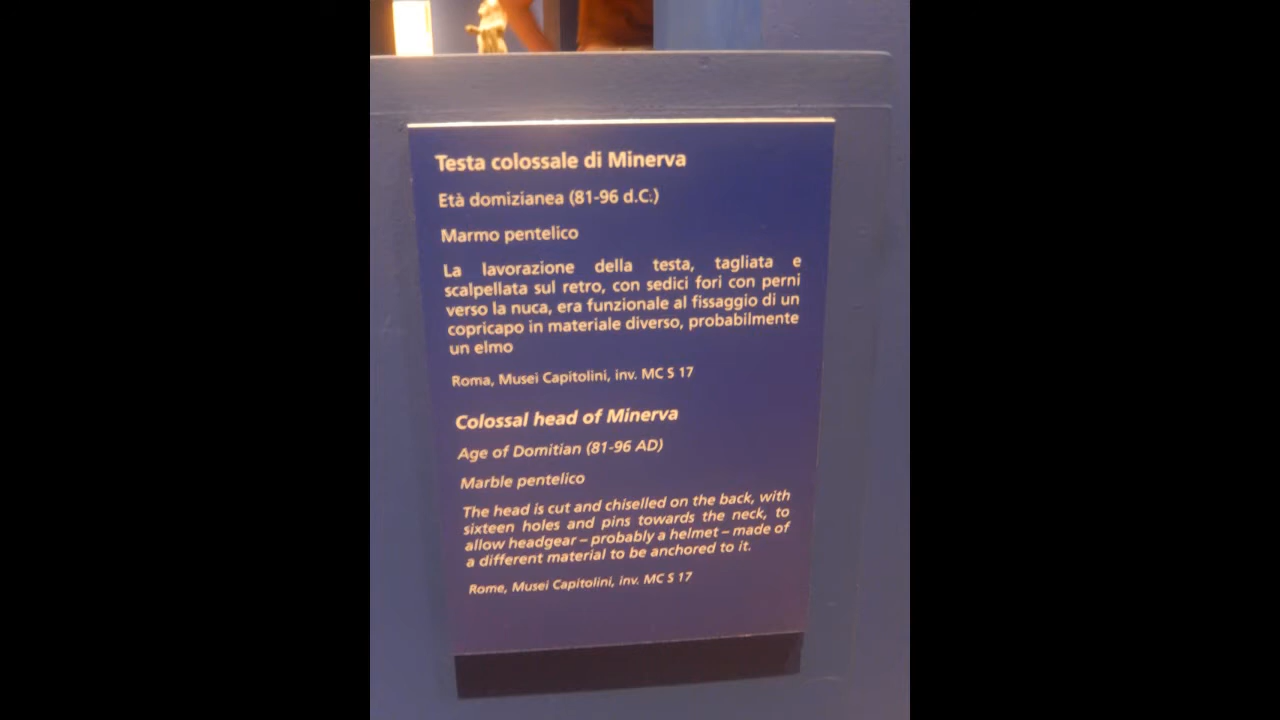 Testa colossale di Minerva
Età domizianea (81-96 d.C.)
Marmo pentelico
La lavorazione della testa, tagliata e
scalpellata sul retro, con sedici fori con perni
verso la nuca, era funzionale al fissaggio di un
copricapo in materiale diverso, probabilmente
un elmo
Roma, Musei Capitolini, inv. MC S 17
Colossal head of Minerva
Age of Domitian (81-96 AD)
Marble pentelico
The head is cut and chiselled on the back, with
sixteen holes and pins towards the neck, to
allow headgear – probably a helmet – made of
a different material to be anchored to it.
Rome, Musei Capitolini, inv. MC S 17